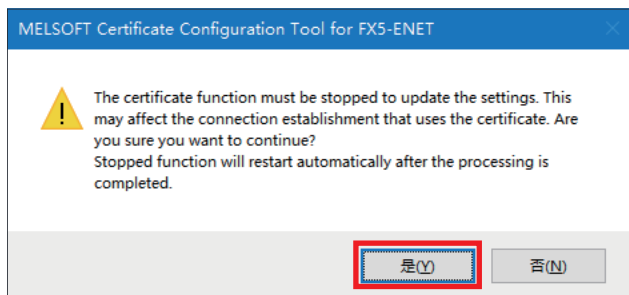 MELSOFT Certificate Configuration Tool for FX5-ENET
The certificate function must be stopped to update the settings. This
may affect the connection establishment that uses the certificate. Are
you sure you want to continue?
Stopped function will restart automatically after the processing is
completed.
是(Y)
否(N)